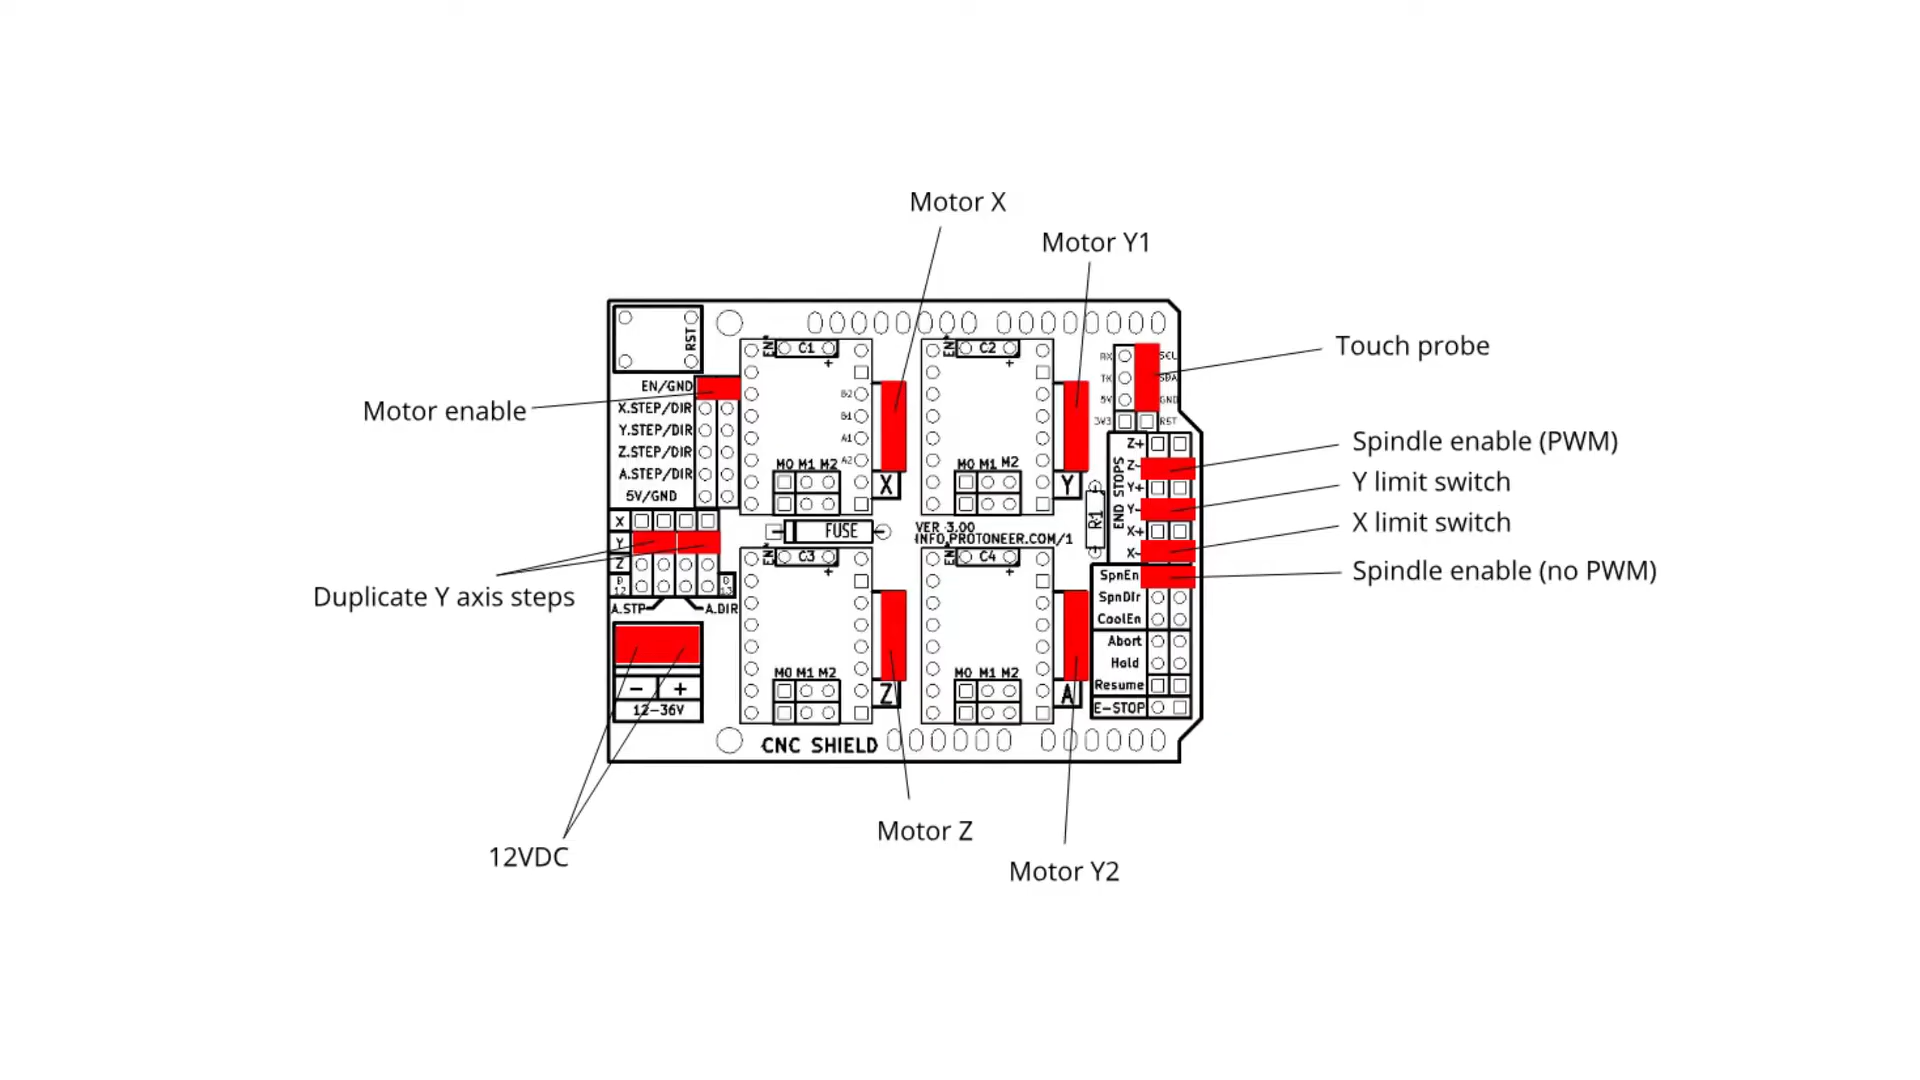 Motor X
Motor Y1
Touch probe
Motor enable
Spindle enable (PWM)
Y limit switch
X limit switch
Spindle enable (no PWM)
Duplicate Y axis steps
12VDC
Motor Z
Motor Y2
RST
EN/GND
X.STEP/DIR
Y.STEP/DIR
Z.STEP/DIR
A.STEP/DIR
5V/GND
X
Y
Z
D12
D13
A.STP
A.DIR
- +
12-36V
EN*
C1
+
B2
B1
A1
A2
M0 M1 M2
X
EN*
C2
+
M0 M1 M2
Y
FUSE
VER 3.00
INFO.PROTONEER.COM/1
R1
EN*
C3
+
M0 M1 M2
Z
EN*
C4
+
M0 M1 M2
A
CNC SHIELD
RX SCL
TX SDA
5V GND
3V3 RST
END STOPS
Z+
Z-
Y+
Y-
X+
X-
SpnEn
SpnDir
CoolEn
Abort
Hold
Resume
E-STOP